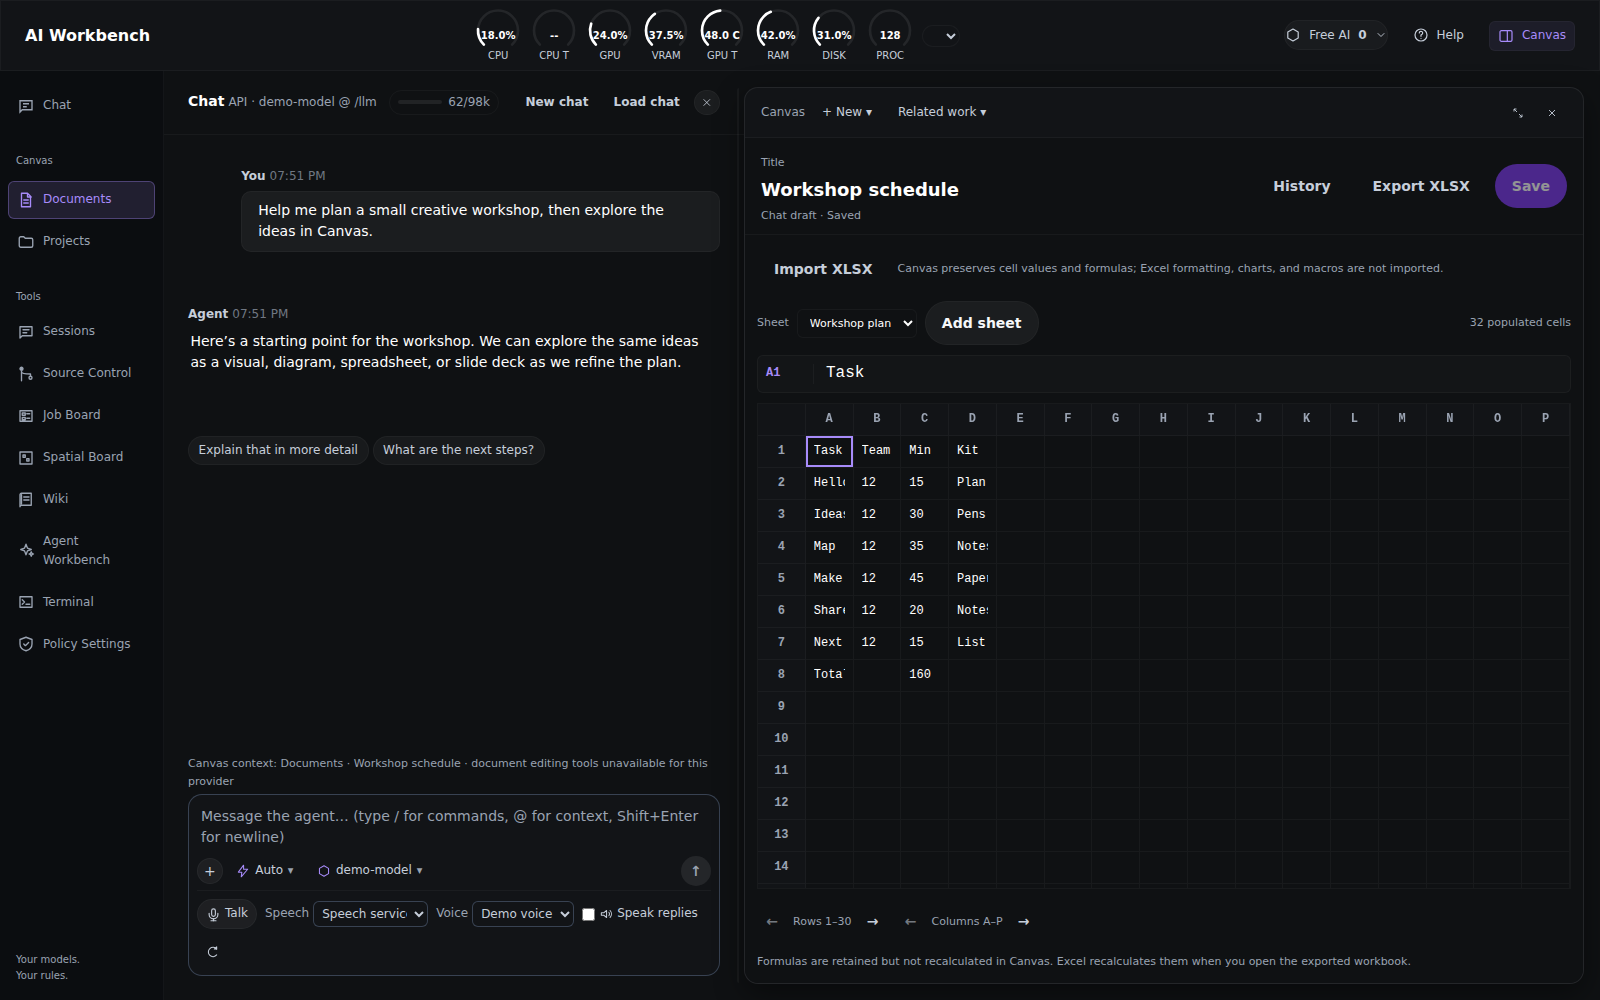 AI Workbench
18.0%
CPU
--
CPU T
24.0%
GPU
37.5%
VRAM
48.0 C
GPU T
42.0%
RAM
31.0%
DISK
128
PROC
Free AI 0
Help
Canvas
Chat
Canvas
Documents
Projects
Tools
Sessions
Source Control
Job Board
Spatial Board
Wiki
Agent
Workbench
Terminal
Policy Settings
Your models.
Your rules.
Chat API · demo-model @ /llm
62/98k
New chat
Load chat
You 07:51 PM
Help me plan a small creative workshop, then explore the
ideas in Canvas.
Agent 07:51 PM
Here’s a starting point for the workshop. We can explore the same ideas
as a visual, diagram, spreadsheet, or slide deck as we refine the plan.
Explain that in more detail
What are the next steps?
Canvas context: Documents · Workshop schedule · document editing tools unavailable for this
provider
Message the agent… (type / for commands, @ for context, Shift+Enter
for newline)
+ Auto ▾ demo-model ▾ ↑
Talk Speech Speech servic Voice Demo voice Speak replies
Canvas + New ▾ Related work ▾
Title
Workshop schedule
Chat draft · Saved
History
Export XLSX
Save
Import XLSX
Canvas preserves cell values and formulas; Excel formatting, charts, and macros are not imported.
Sheet Workshop plan Add sheet
32 populated cells
A1 Task
A B C D E F G H I J K L M N O P
1 Task Team Min Kit
2 Hello 12 15 Plan
3 Ideas 12 30 Pens
4 Map 12 35 Notes
5 Make 12 45 Paper
6 Share 12 20 Notes
7 Next 12 15 List
8 Total 160
9
10
11
12
13
14
← Rows 1–30 → ← Columns A–P →
Formulas are retained but not recalculated in Canvas. Excel recalculates them when you open the exported workbook.